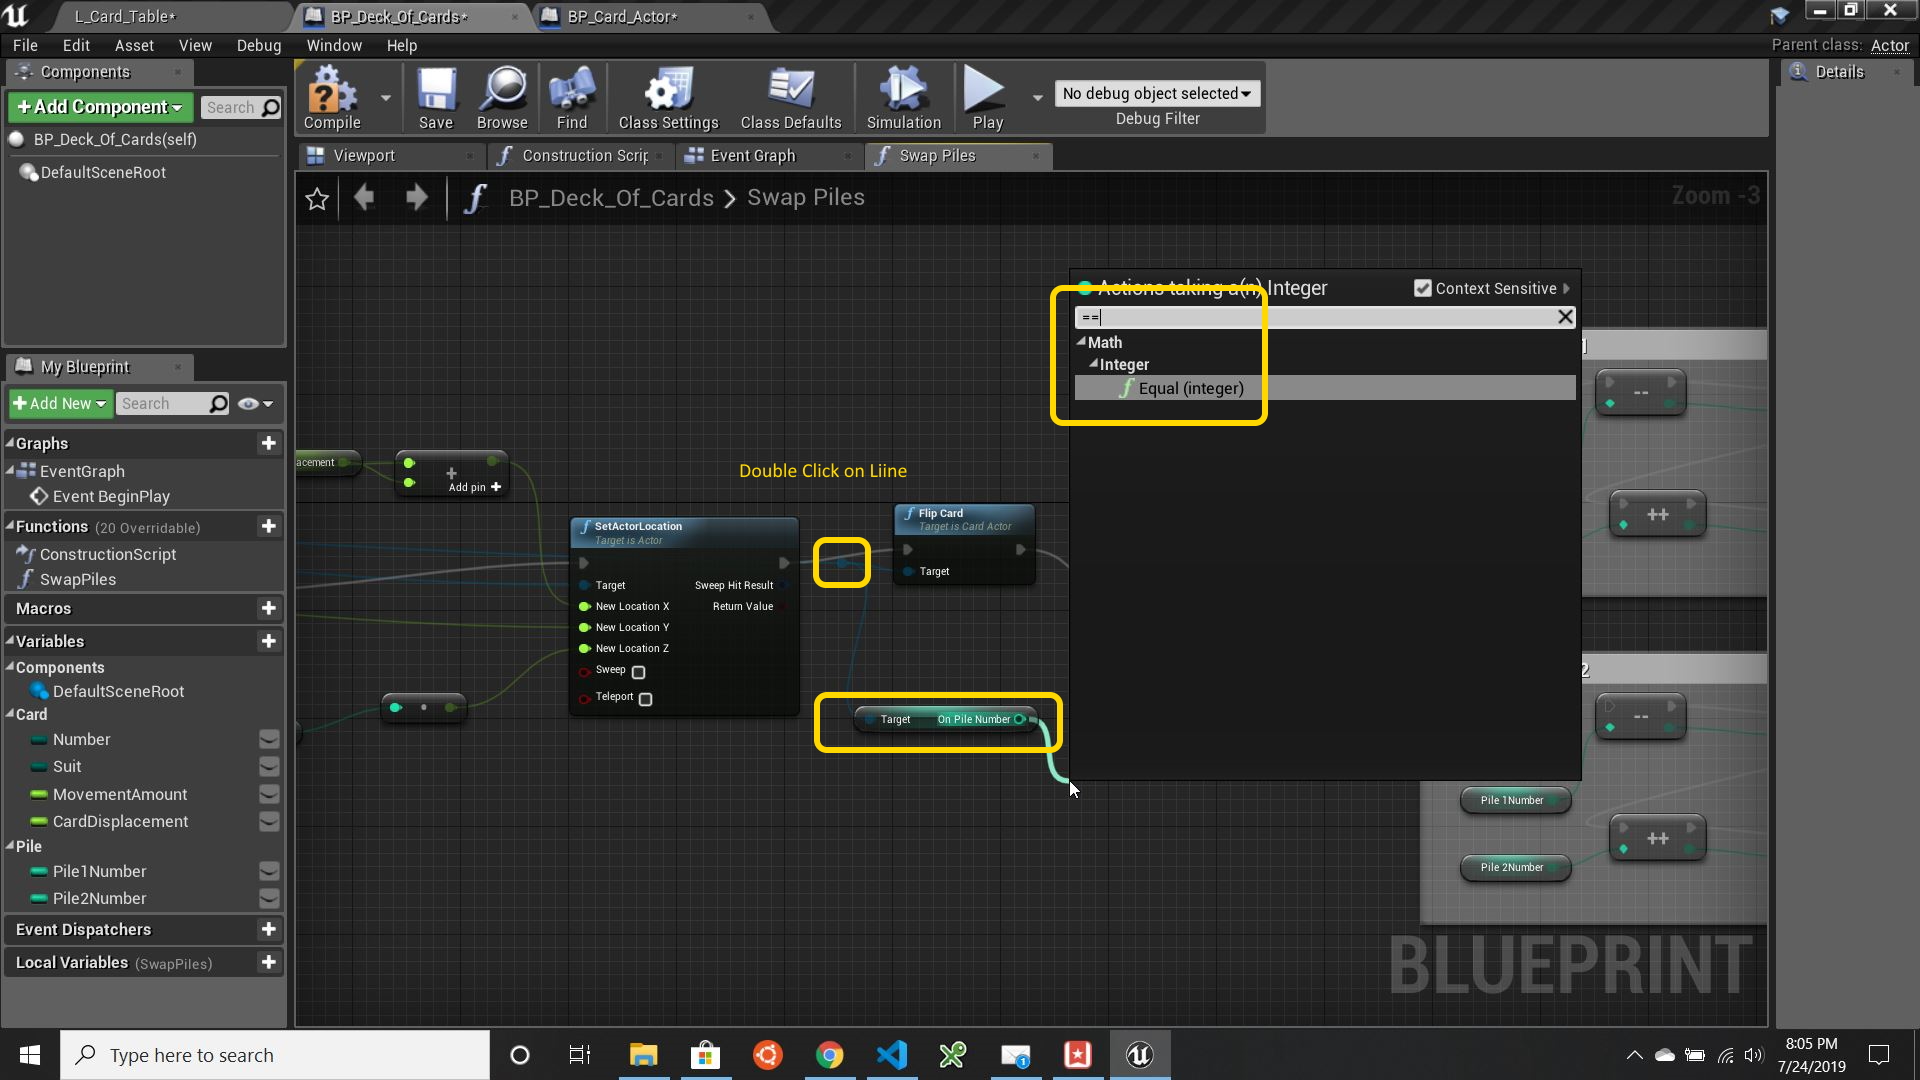 L_Card_Table*
BP_Deck_Of_Cards*
BP_Card_Actor*
File Edit Asset View Debug Window Help
Parent class: Actor
Components
Details
+Add Component
Search
BP_Deck_Of_Cards(self)
DefaultSceneRoot
Compile
Save
Browse
Find
Class Settings
Class Defaults
Simulation
Play
No debug object selected
Debug Filter
Viewport
Construction Scrip
Event Graph
Swap Piles
BP_Deck_Of_Cards > Swap Piles
Zoom -3
My Blueprint
+Add New
Search
Graphs
EventGraph
Event BeginPlay
Functions (20 Overridable)
ConstructionScript
SwapPiles
Macros
Variables
Components
DefaultSceneRoot
Card
Number
Suit
MovementAmount
CardDisplacement
Pile
Pile1Number
Pile2Number
Event Dispatchers
Local Variables (SwapPiles)
acement
+
Add pin +
Double Click on Liine
SetActorLocation
Target is Actor
Target
Sweep Hit Result
New Location X
Return Value
New Location Y
New Location Z
Sweep
Teleport
Flip Card
Target is Card Actor
Target
Target On Pile Number
Actions taking a(n) Integer
Context Sensitive
==
Math
Integer
Equal (integer)
1
--
++
2
--
Pile 1Number
++
Pile 2Number
BLUEPRINT
Type here to search
1
8:05 PM
7/24/2019